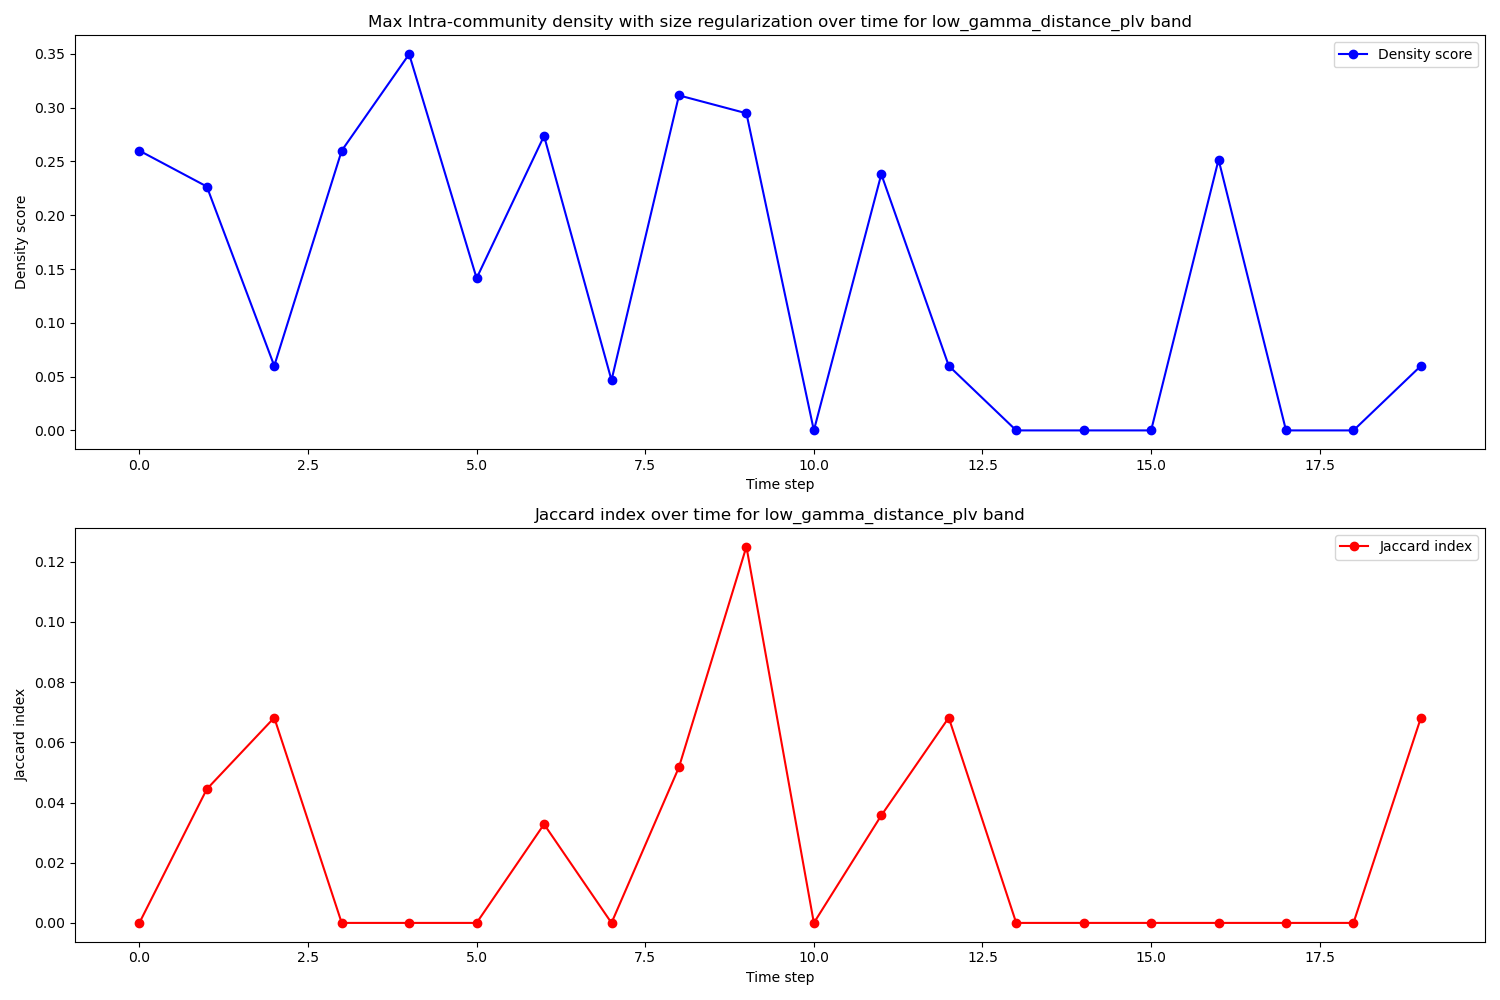 Max Intra-community density with size regularization over time for low_gamma_distance_plv band
Density score
0.35
0.30
0.25
0.20
0.15
0.10
0.05
0.00
Density score
0.0 2.5 5.0 7.5 10.0 12.5 15.0 17.5
Time step
Jaccard index over time for low_gamma_distance_plv band
Jaccard index
0.12
0.10
0.08
0.06
0.04
0.02
0.00
Jaccard index
0.0 2.5 5.0 7.5 10.0 12.5 15.0 17.5
Time step